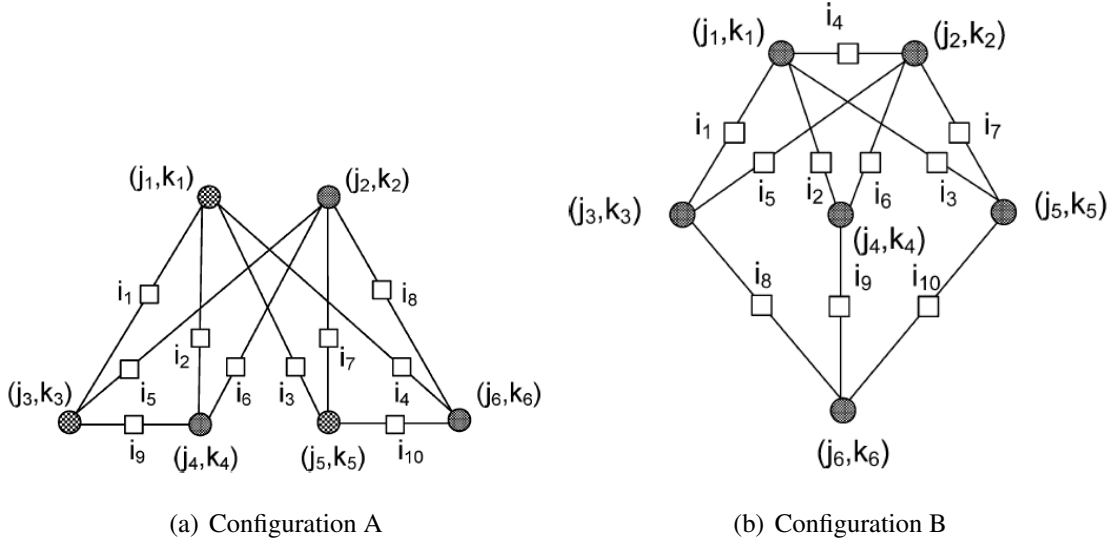 (j₁,k₁)
(j₂,k₂)
i₁
i₈
i₂
i₇
i₅
i₆
i₃
i₄
(j₃,k₃)
(j₆,k₆)
i₉
(j₄,k₄)
(j₅,k₅)
i₁₀
(a) Configuration A
i₄
(j₁,k₁)
(j₂,k₂)
i₁
i₇
i₅
i₂
i₆
i₃
(j₃,k₃)
(j₅,k₅)
(j₄,k₄)
i₈
i₉
i₁₀
(j₆,k₆)
(b) Configuration B